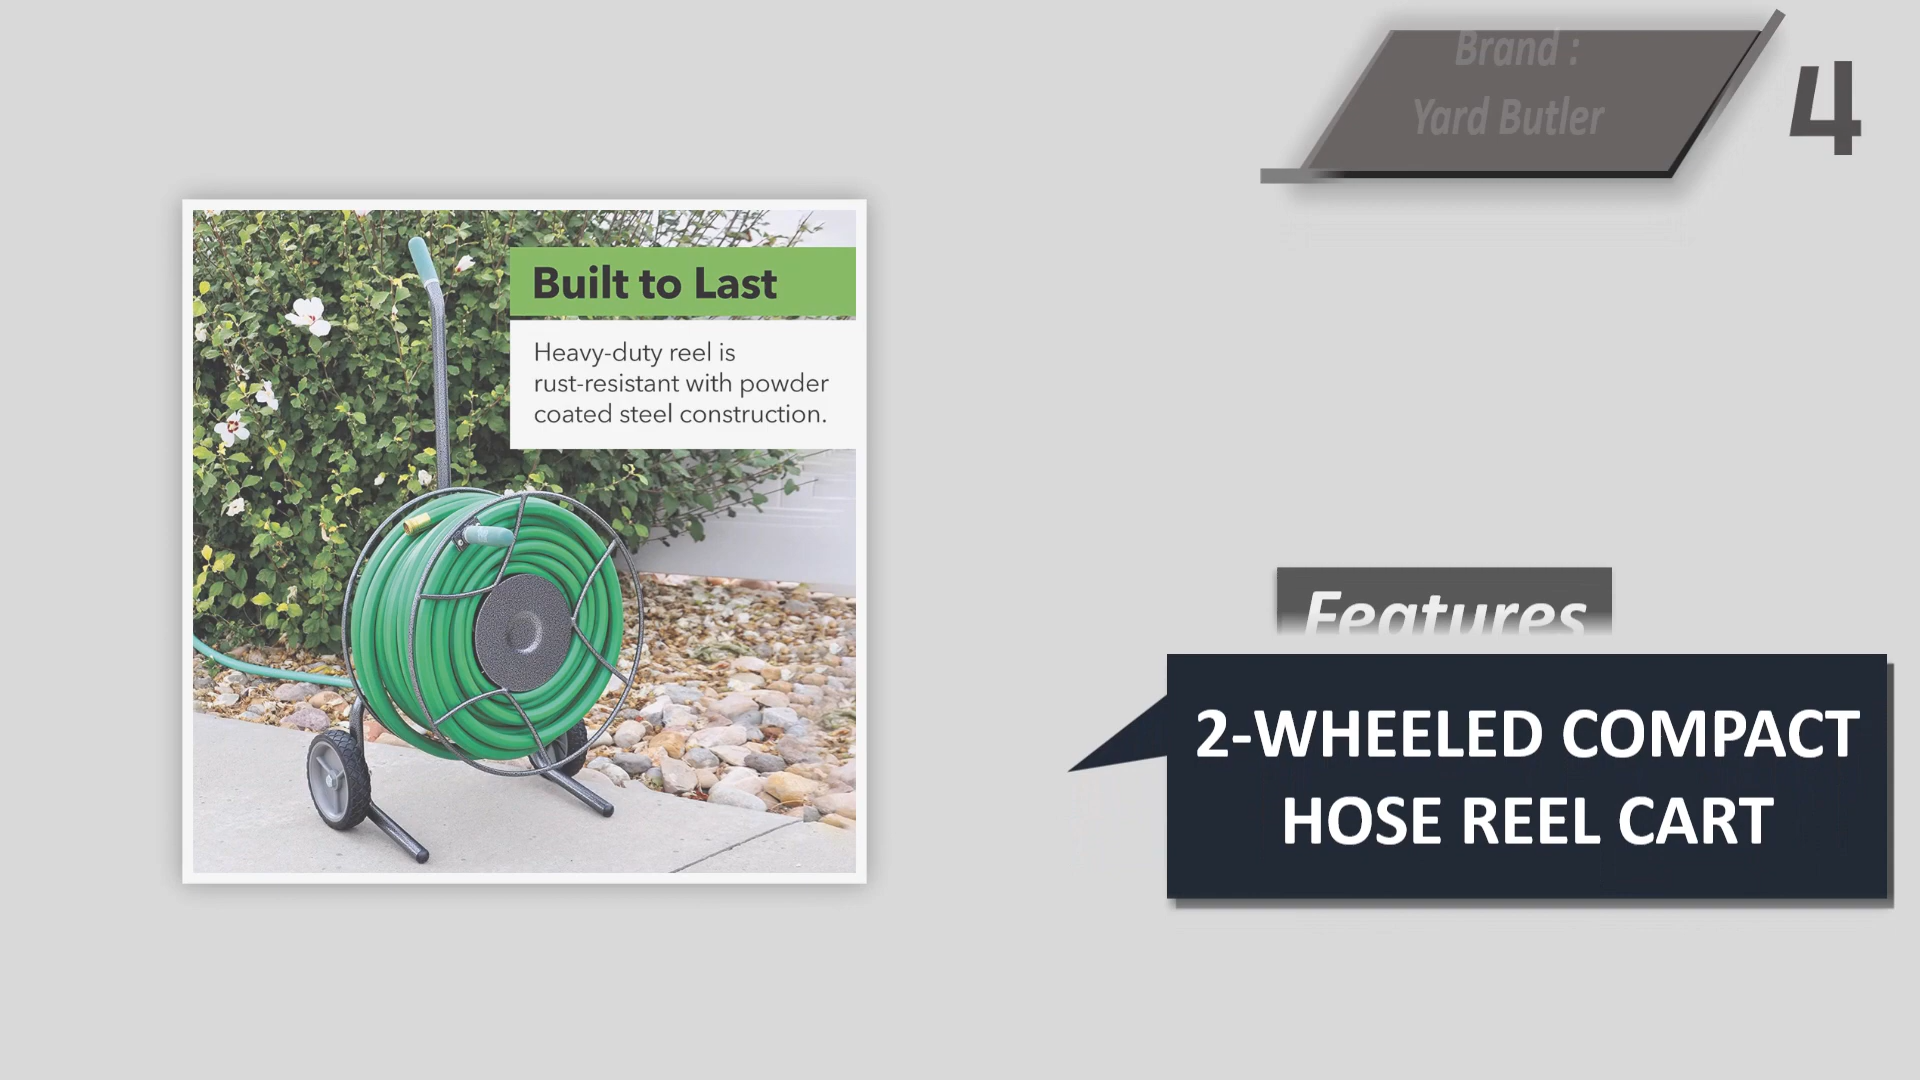 Brand :
Yard Butler
4
Built to Last
Heavy-duty reel is
rust-resistant with powder
coated steel construction.
Features
2-WHEELED COMPACT
HOSE REEL CART